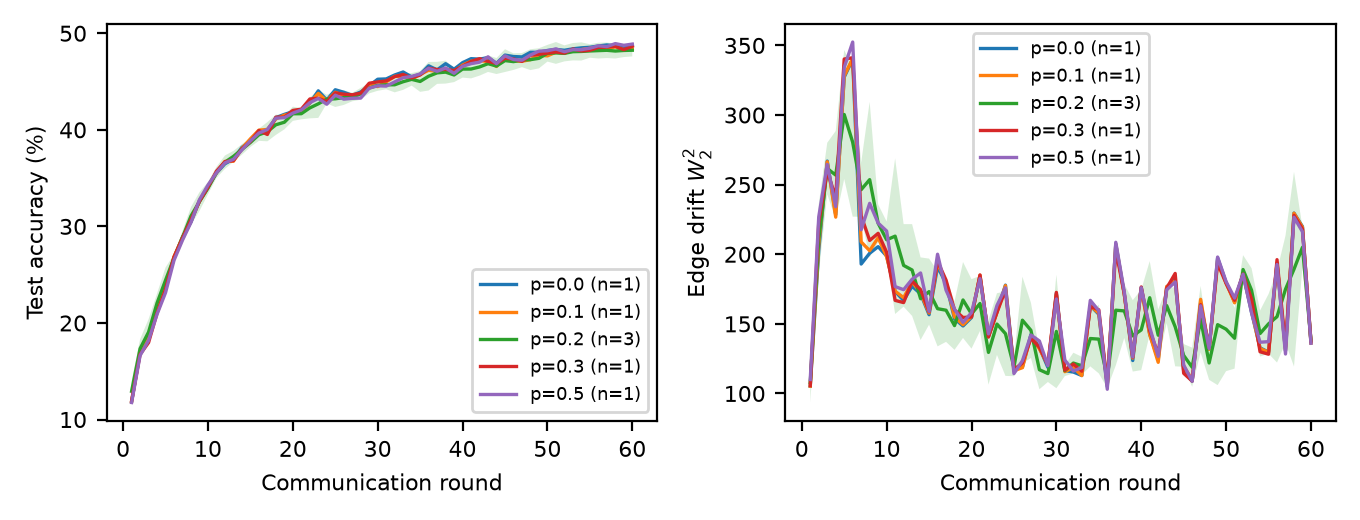 50
40
30
20
10
Test accuracy (%)
p=0.0 (n=1)
p=0.1 (n=1)
p=0.2 (n=3)
p=0.3 (n=1)
p=0.5 (n=1)
0 10 20 30 40 50 60
Communication round
350
300
250
200
150
100
Edge drift W₂²
p=0.0 (n=1)
p=0.1 (n=1)
p=0.2 (n=3)
p=0.3 (n=1)
p=0.5 (n=1)
0 10 20 30 40 50 60
Communication round